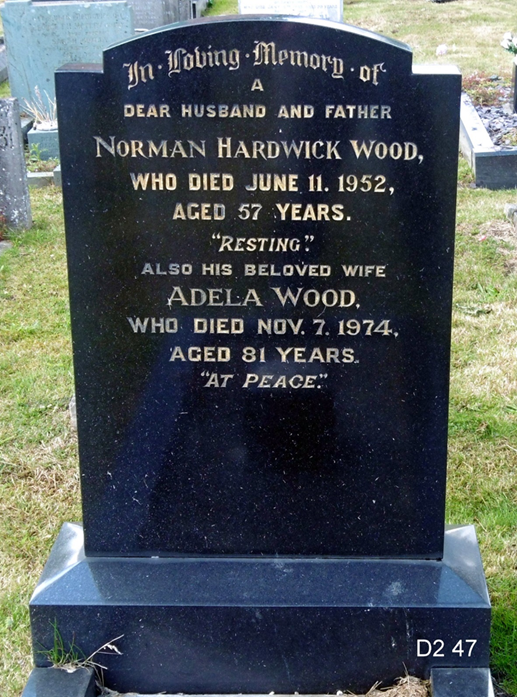 In · Loving · Memory · of ·
A
DEAR HUSBAND AND FATHER
NORMAN HARDWICK WOOD,
WHO DIED JUNE 11. 1952,
AGED 57 YEARS.
"RESTING."
ALSO HIS BELOVED WIFE
ADELA WOOD,
WHO DIED NOV. 7. 1974,
AGED 81 YEARS.
"AT PEACE."
D2 47